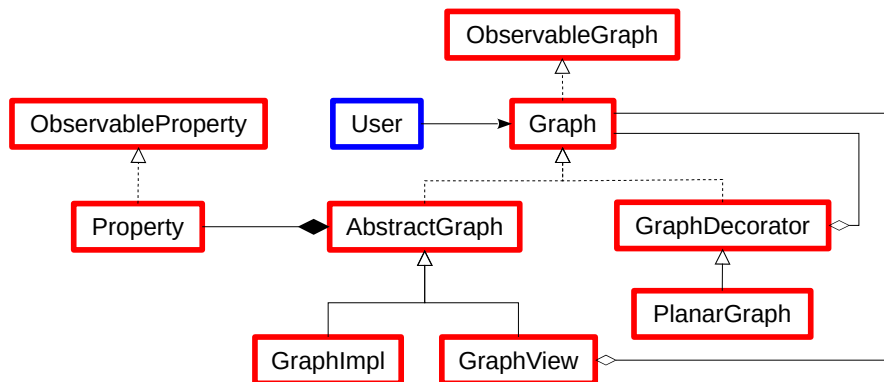 ObservableGraph
ObservableProperty
User
Graph
Property
AbstractGraph
GraphDecorator
PlanarGraph
GraphImpl
GraphView